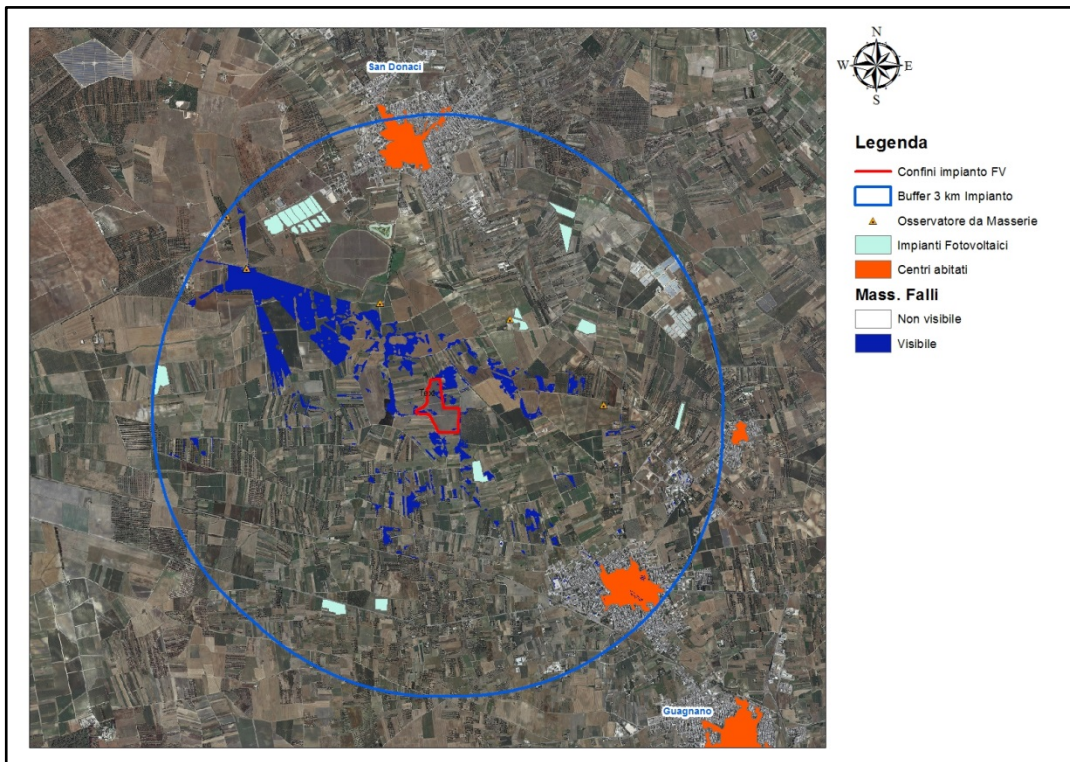 San Donaci
N
W
E
S
Legenda
Confini impianto FV
Buffer 3 km Impianto
Osservatore da Masserie
Impianti Fotovoltaici
Centri abitati
Mass. Falli
Non visibile
Visibile
Guagnano